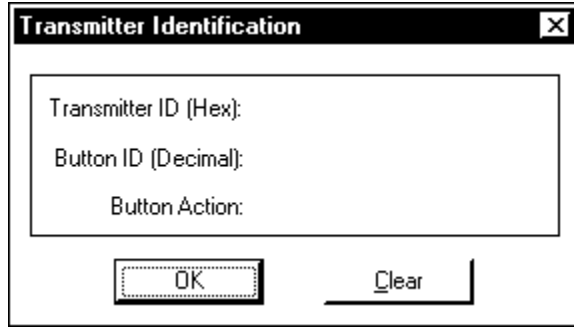 Transmitter Identification
Transmitter ID (Hex):
Button ID (Decimal):
Button Action:
OK Clear